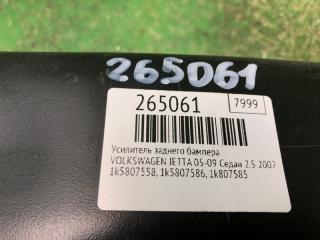 265061
265061
7999
Усилитель заднего бампера
VOLKSWAGEN JETTA 05-09 Седан 2.5 2007
1k5807558, 1k5807586, 1k807585